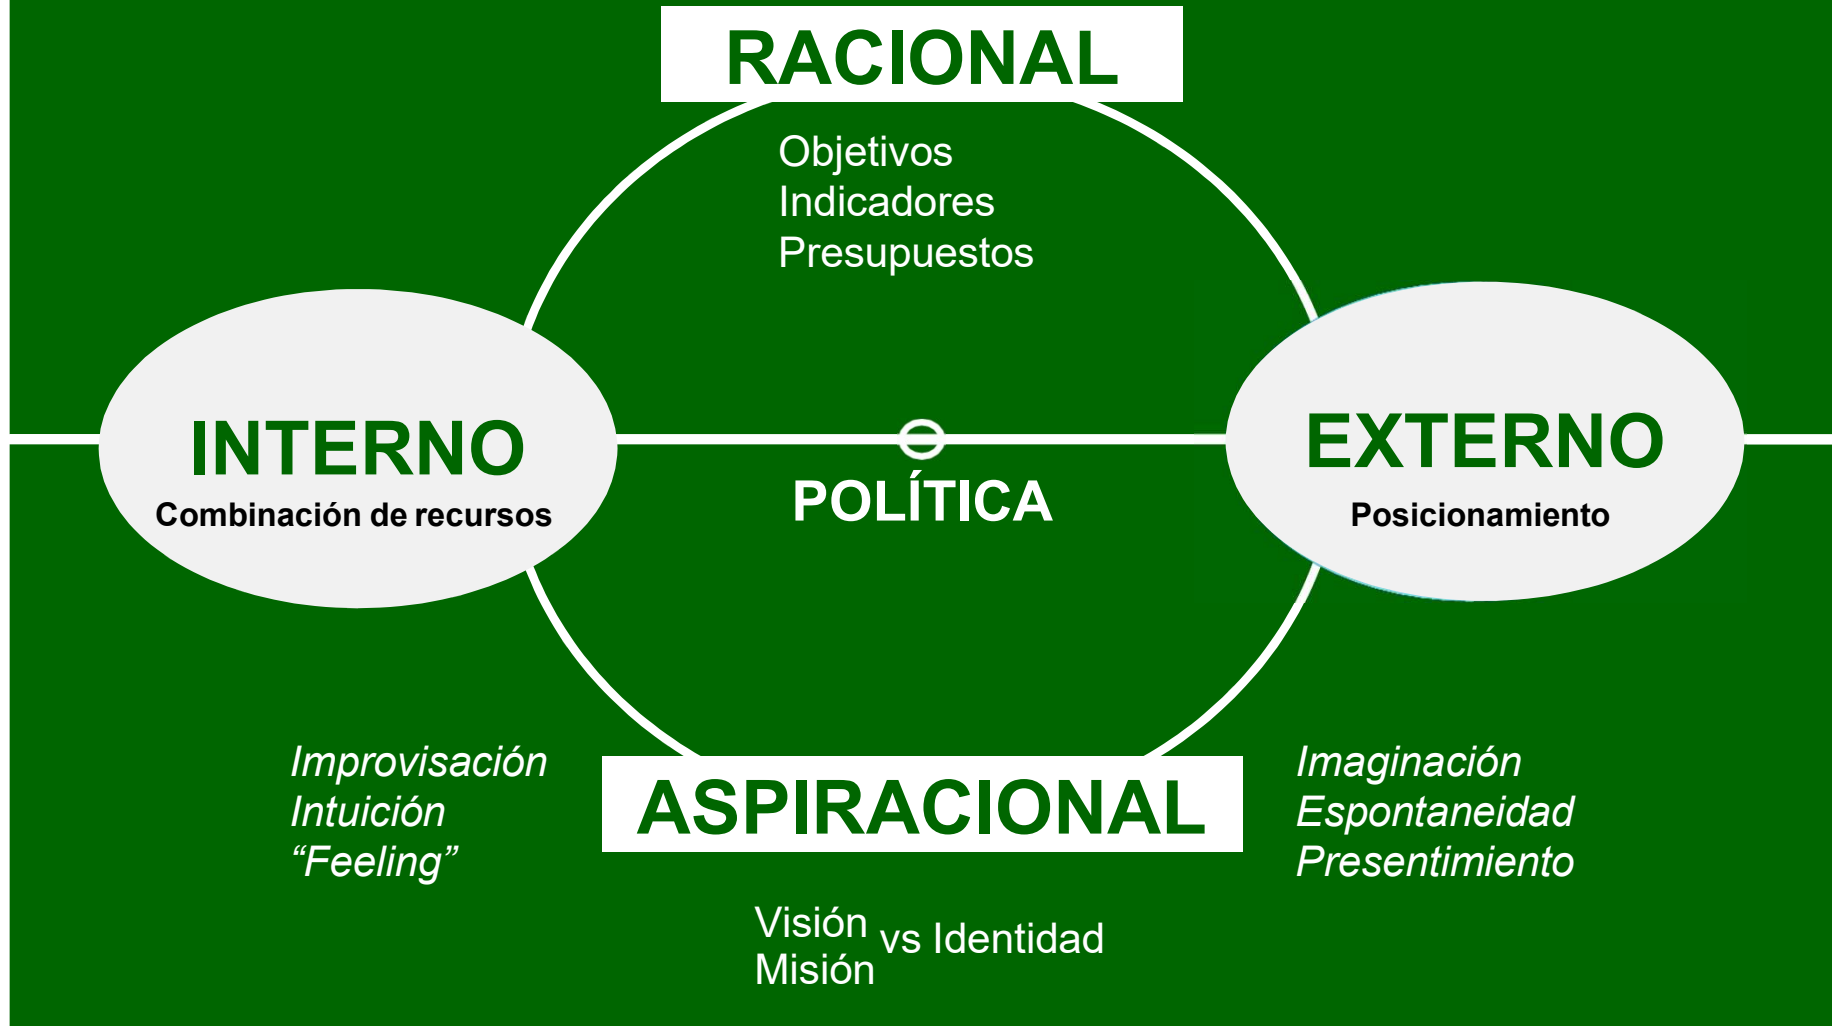 RACIONAL
Objetivos
Indicadores
Presupuestos
INTERNO
Combinación de recursos
POLÍTICA
EXTERNO
Posicionamiento
Improvisación
Intuición
“Feeling”
ASPIRACIONAL
Imaginación
Espontaneidad
Presentimiento
Visión
Misión
vs Identidad